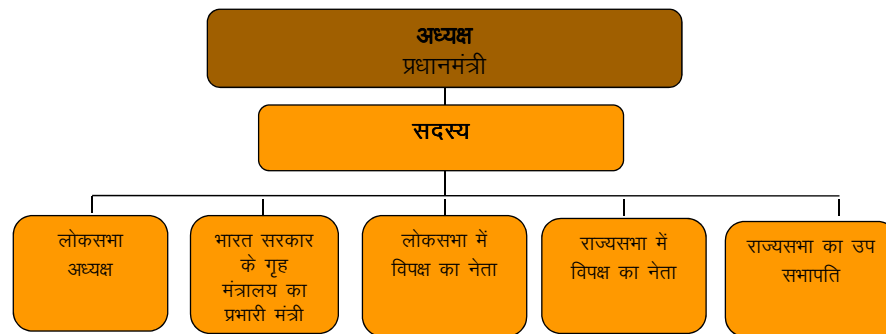 अध्यक्ष
प्रधानमंत्री
सदस्य
लोकसभा
अध्यक्ष
भारत सरकार
के गृह
मंत्रालय का
प्रभारी मंत्री
लोकसभा में
विपक्ष का नेता
राज्यसभा में
विपक्ष का नेता
राज्यसभा का उप
सभापति